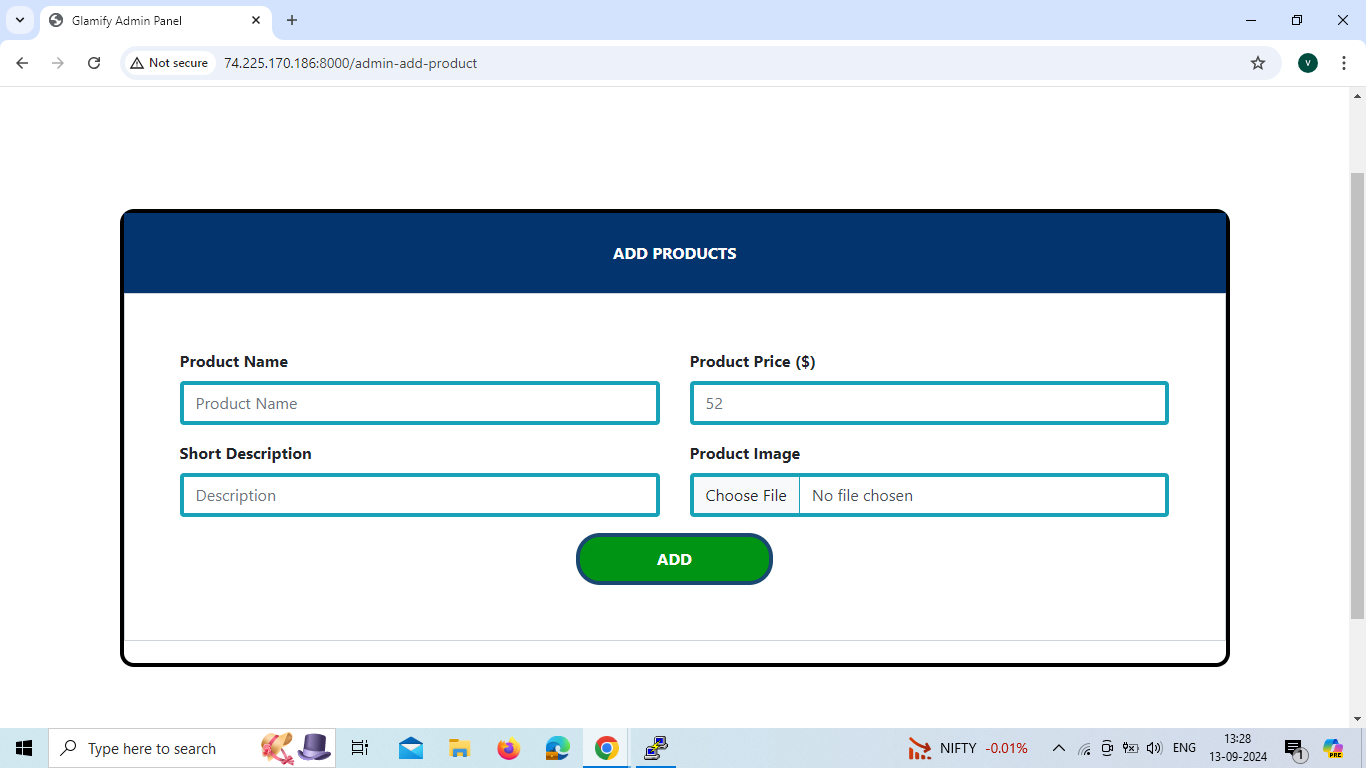 Glamify Admin Panel
Not secure 74.225.170.186:8000/admin-add-product
V
ADD PRODUCTS
Product Name Product Price ($)
Product Name 52
Short Description Product Image
Description Choose File No file chosen
ADD
Type here to search NIFTY -0.01% ENG 13:28
13-09-2024
1
PRE